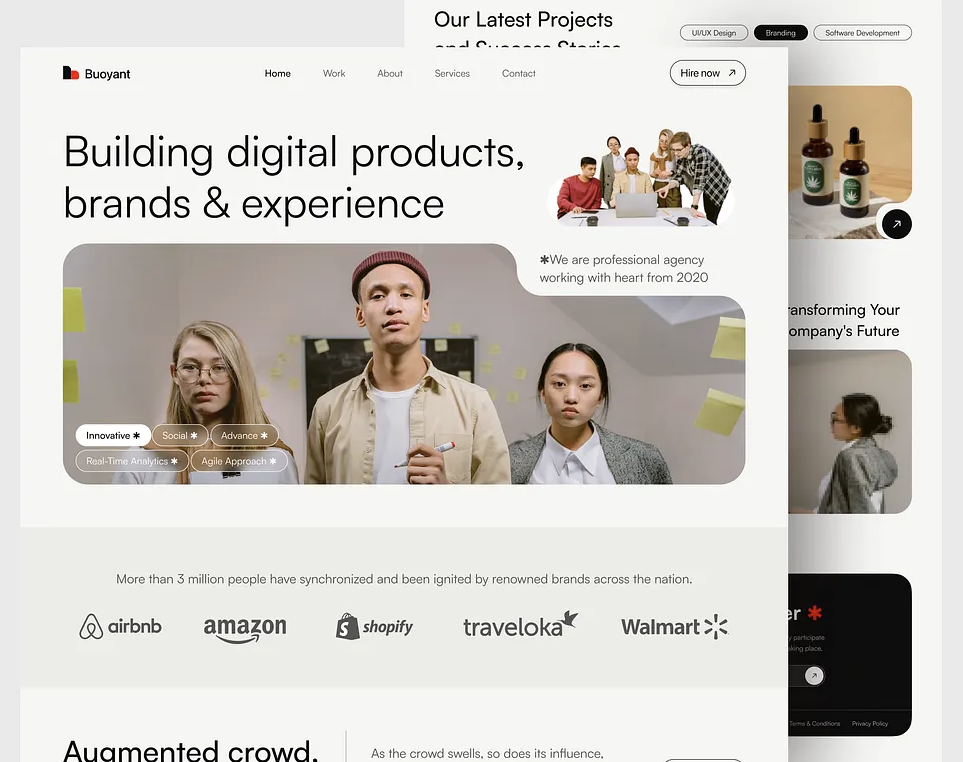 Our Latest Projects
and Success Stories
UI/UX Design
Branding
Software Development
Buoyant
Home
Work
About
Services
Contact
Hire now
Building digital products,
brands & experience
✱We are professional agency
working with heart from 2020
Innovative ✱
Social ✱
Advance ✱
Real-Time Analytics ✱
Agile Approach ✱
ransforming Your
ompany's Future
More than 3 million people have synchronized and been ignited by renowned brands across the nation.
airbnb
amazon
shopify
traveloka
Walmart
er ✱
y participate
aking place.
Terms & Conditions
Privacy Policy
Augmented crowd,
As the crowd swells, so does its influence,